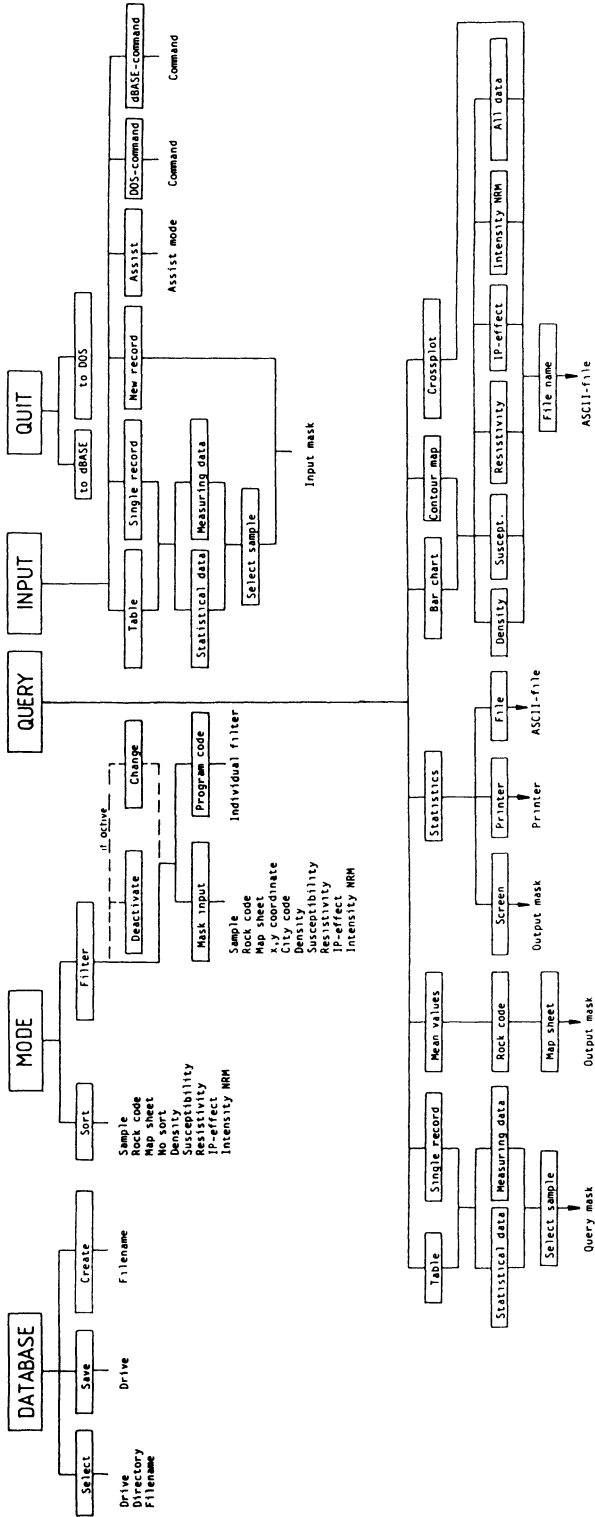 DATABASE
Select
Save
Create
Drive
Directory
Filename
Drive
Filename
MODE
Sort
Filter
Sample
Rock code
Map sheet
No sort
Density
Susceptibility
Resistivity
IP-effect
Intensity NRM
if active
Deactivate
Change
Mask input
Program code
Sample
Rock code
Map sheet
x,y coordinate
City code
Density
Susceptibility
Resistivity
IP-effect
Intensity NRM
Individual filter
QUERY
INPUT
QUIT
to dBASE
to DOS
Table
Single record
New record
Assist
DOS-command
dBASE-command
Assist mode
Command
Command
Statistical data
Measuring data
Select sample
Input mask
Table
Single record
Mean values
Statistics
Bar chart
Contour map
Crossplot
Statistical data
Measuring data
Select sample
Query mask
Rock code
Map sheet
Output mask
Screen
Printer
File
Output mask
Printer
ASCII-file
Density
Suscept.
Resistivity
IP-effect
Intensity NRM
All data
File name
ASCII-file